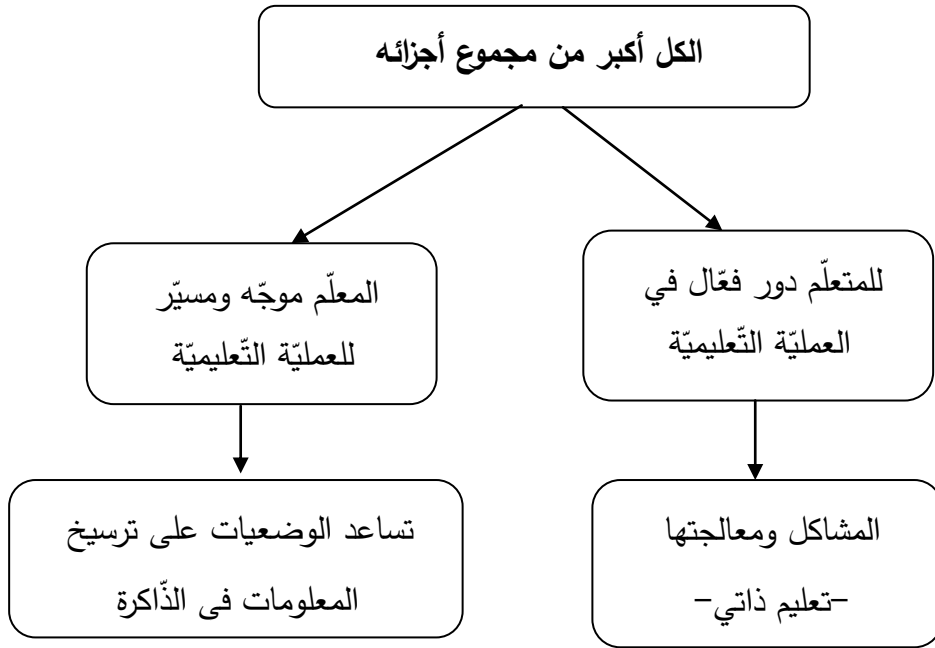 الكل أكبر من مجموع أجزائه
للمتعلّم دور فعّال في
العمليّة التّعليميّة
المعلّم موجّه ومسيّر
للعمليّة التّعليميّة
المشاكل ومعالجتها
–تعليم ذاتي–
تساعد الوضعيات على ترسيخ
المعلومات في الذّاكرة